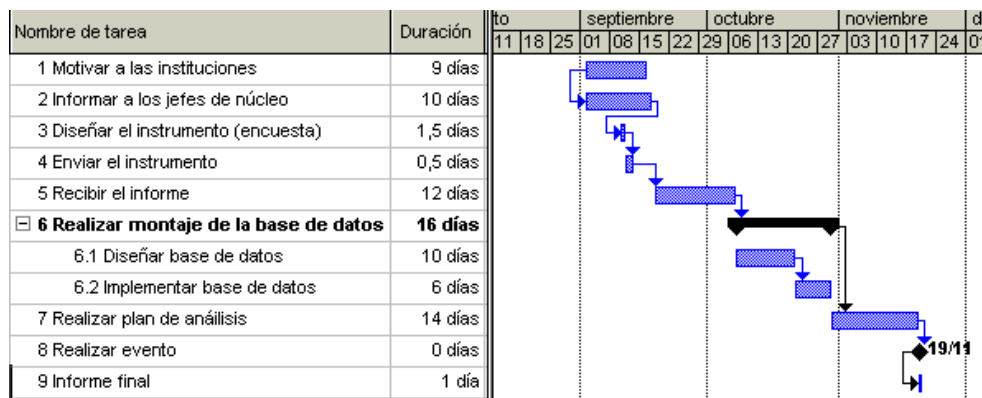 Nombre de tarea Duración to septiembre octubre noviembre d
11 18 25 01 08 15 22 29 06 13 20 27 03 10 17 24 01
1 Motivar a las instituciones 9 días
2 Informar a los jefes de núcleo 10 días
3 Diseñar el instrumento (encuesta) 1,5 días
4 Enviar el instrumento 0,5 días
5 Recibir el informe 12 días
6 Realizar montaje de la base de datos 16 días
6.1 Diseñar base de datos 10 días
6.2 Implementar base de datos 6 días
7 Realizar plan de anáilisis 14 días
8 Realizar evento 0 días 19/11
9 Informe final 1 día